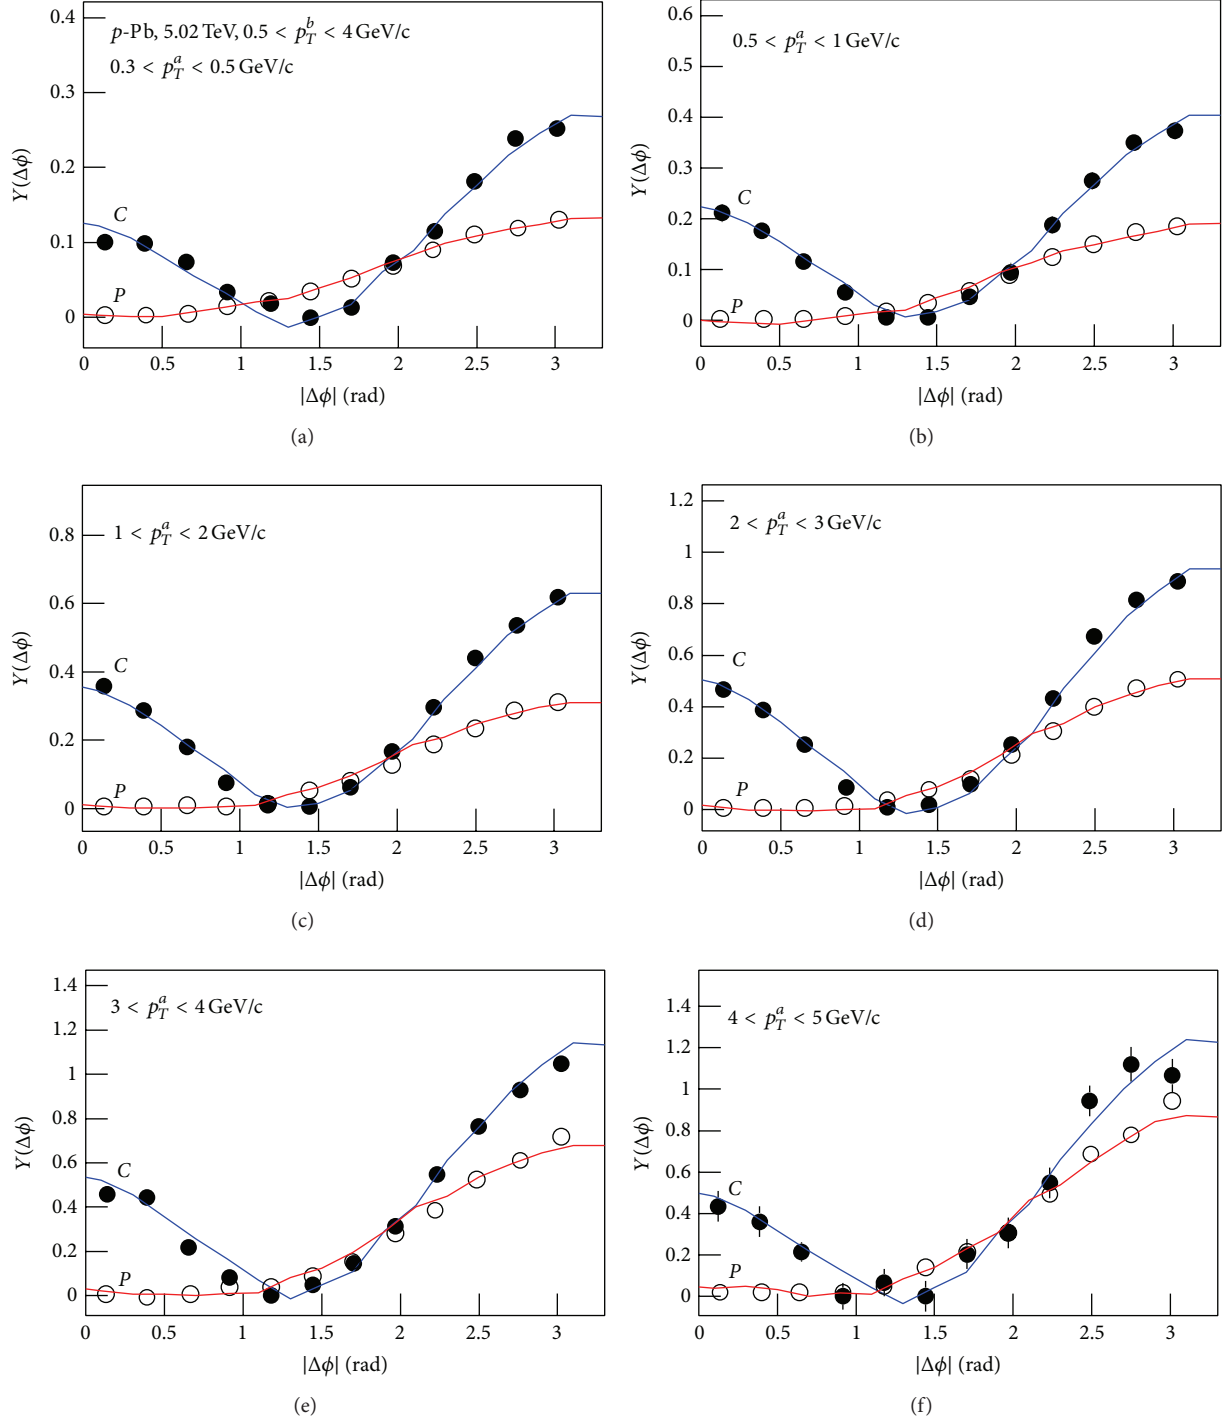 0.4
0.3
0.2
0.1
0
Y(Δϕ)
p-Pb, 5.02 TeV, 0.5 < p_T^b < 4 GeV/c
0.3 < p_T^a < 0.5 GeV/c
C
P
0 0.5 1 1.5 2 2.5 3
|Δϕ| (rad)
(a)
0.6
0.5
0.4
0.3
0.2
0.1
0
Y(Δϕ)
0.5 < p_T^a < 1 GeV/c
C
P
0 0.5 1 1.5 2 2.5 3
|Δϕ| (rad)
(b)
0.8
0.6
0.4
0.2
0
Y(Δϕ)
1 < p_T^a < 2 GeV/c
C
P
0 0.5 1 1.5 2 2.5 3
|Δϕ| (rad)
(c)
1.2
1
0.8
0.6
0.4
0.2
0
Y(Δϕ)
2 < p_T^a < 3 GeV/c
C
P
0 0.5 1 1.5 2 2.5 3
|Δϕ| (rad)
(d)
1.4
1.2
1
0.8
0.6
0.4
0.2
0
Y(Δϕ)
3 < p_T^a < 4 GeV/c
C
P
0 0.5 1 1.5 2 2.5 3
|Δϕ| (rad)
(e)
1.4
1.2
1
0.8
0.6
0.4
0.2
0
Y(Δϕ)
4 < p_T^a < 5 GeV/c
C
P
0 0.5 1 1.5 2 2.5 3
|Δϕ| (rad)
(f)